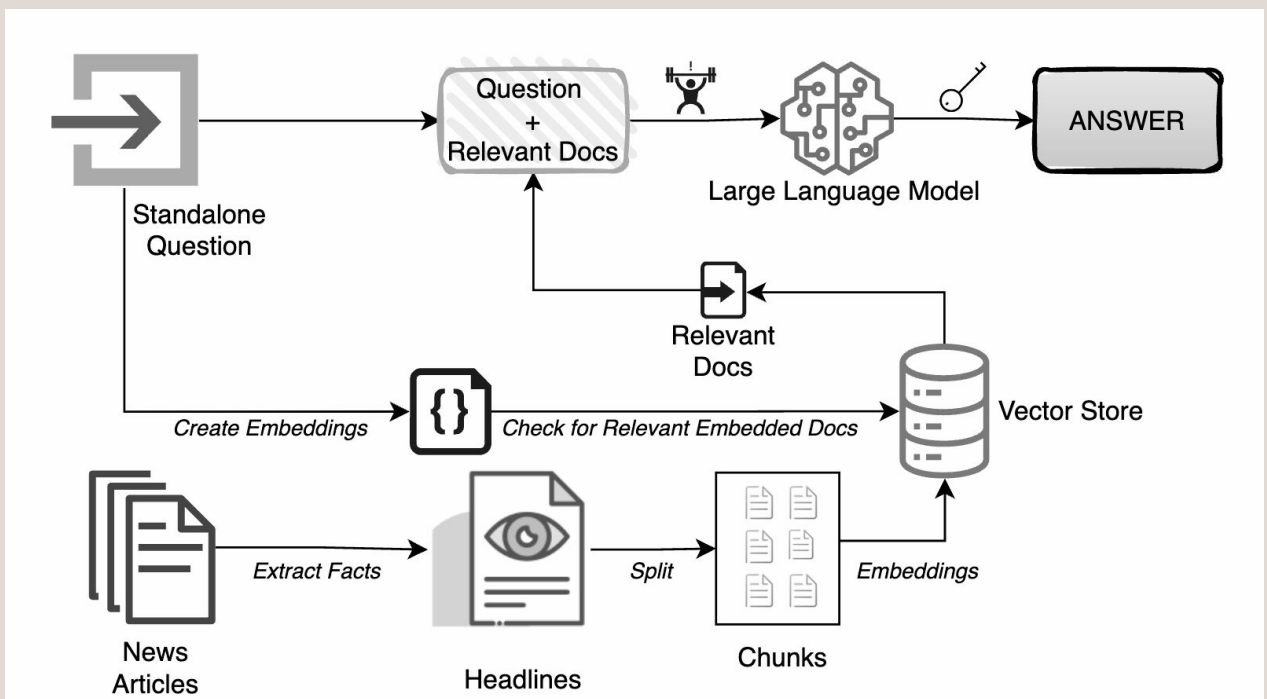 Question
+
Relevant Docs
ANSWER
Large Language Model
Standalone
Question
Relevant
Docs
{}
Vector Store
Create Embeddings
Check for Relevant Embedded Docs
Extract Facts
Split
Embeddings
News
Articles
Headlines
Chunks